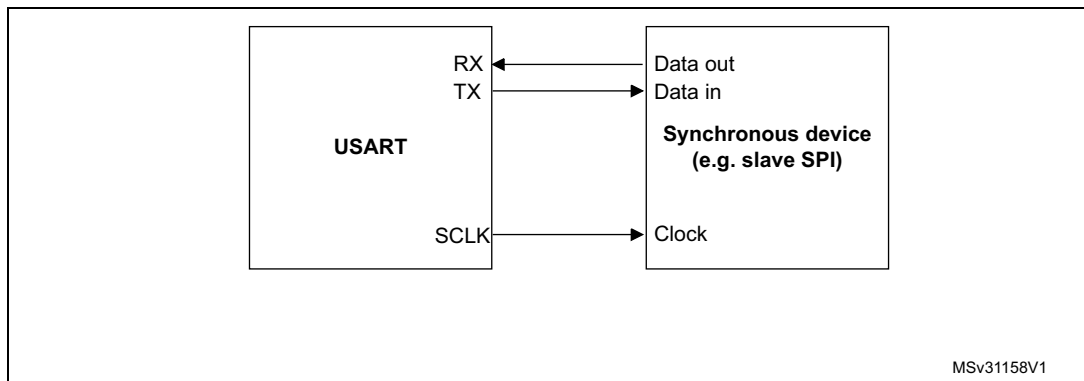 RX
TX
USART
SCLK
Data out
Data in
Synchronous device
(e.g. slave SPI)
Clock
MSv31158V1